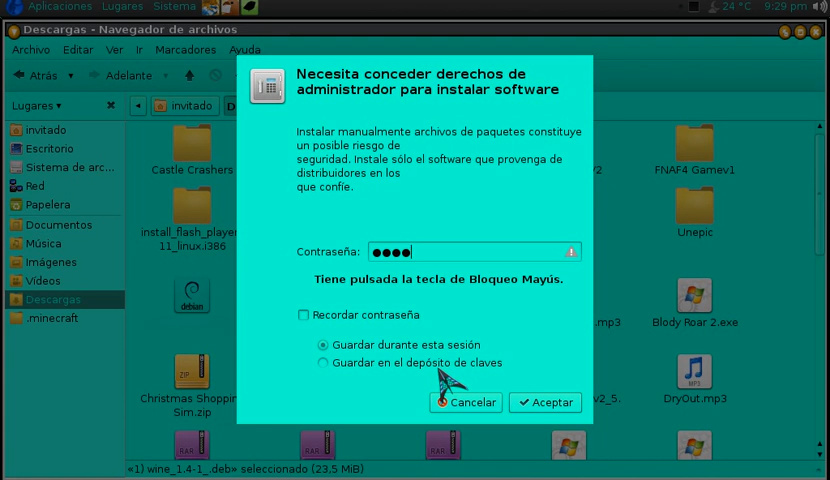 Aplicaciones Lugares Sistema
24 °C 9:29 pm
Descargas - Navegador de archivos
Archivo Editar Ver Ir Marcadores Ayuda
Atrás Adelante
Lugares
invitado
invitado
Escritorio
Sistema de arc...
Red
Papelera
Documentos
Música
Imágenes
Vídeos
Descargas
.minecraft
Castle Crashers
FNAF4 Gamev1
install_flash_player
11_linux.i386
Unepic
debian
Blody Roar 2.exe
ZIP
Christmas Shopp
Sim.zip
MP3
DryOut.mp3
RAR
RAR
RAR
«1) wine_1.4-1_.deb» seleccionado (23,5 MiB)
Necesita conceder derechos de
administrador para instalar software
Instalar manualmente archivos de paquetes constituye
un posible riesgo de
seguridad. Instale sólo el software que provenga de
distribuidores en los
que confíe.
Contraseña:
Tiene pulsada la tecla de Bloqueo Mayús.
Recordar contraseña
Guardar durante esta sesión
Guardar en el depósito de claves
Cancelar Aceptar